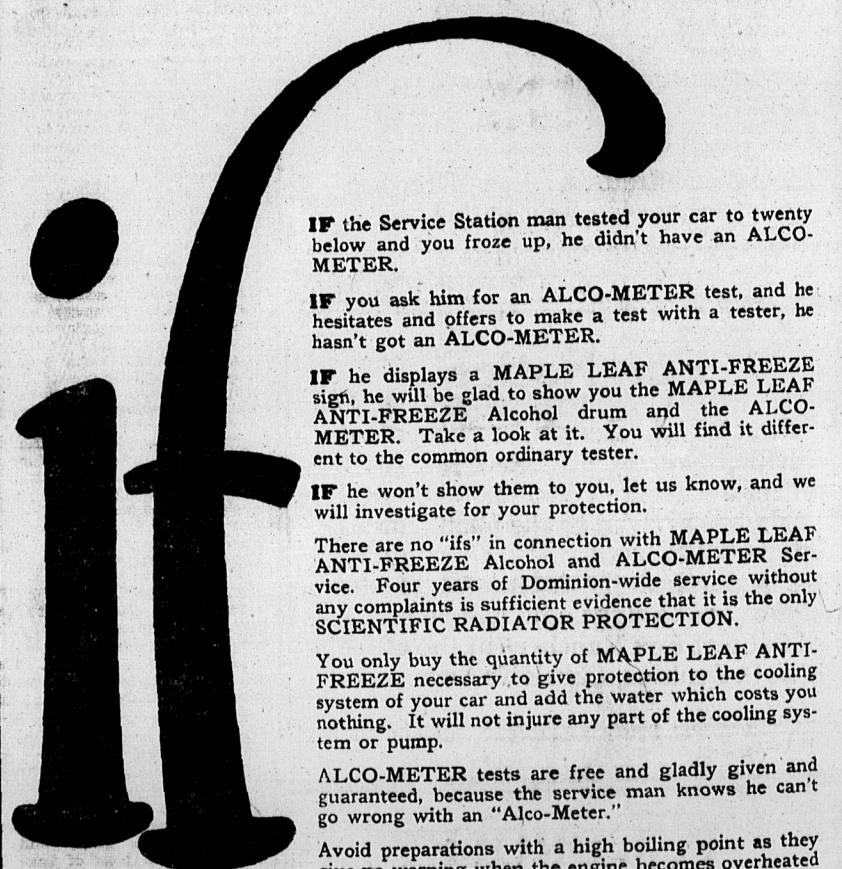 if
IF the Service Station man tested your car to twenty
below and you froze up, he didn't have an ALCO-
METER.
IF you ask him for an ALCO-METER test, and he
hesitates and offers to make a test with a tester, he
hasn't got an ALCO-METER.
IF he displays a MAPLE LEAF ANTI-FREEZE
sign, he will be glad to show you the MAPLE LEAF
ANTI-FREEZE Alcohol drum and the ALCO-
METER. Take a look at it. You will find it differ-
ent to the common ordinary tester.
IF he won't show them to you, let us know, and we
will investigate for your protection.
There are no "ifs" in connection with MAPLE LEAF
ANTI-FREEZE Alcohol and ALCO-METER Ser-
vice. Four years of Dominion-wide service without
any complaints is sufficient evidence that it is the only
SCIENTIFIC RADIATOR PROTECTION.
You only buy the quantity of MAPLE LEAF ANTI-
FREEZE necessary to give protection to the cooling
system of your car and add the water which costs you
nothing. It will not injure any part of the cooling sys-
tem or pump.
ALCO-METER tests are free and gladly given and
guaranteed, because the service man knows he can't
go wrong with an "Alco-Meter."
Avoid preparations with a high boiling point as they
give no warning when the engine becomes overheated